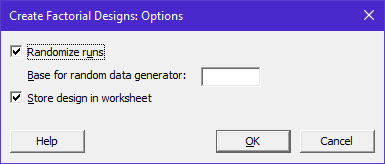 Create Factorial Designs: Options
Randomize runs
Base for random data generator:
Store design in worksheet
Help
OK
Cancel